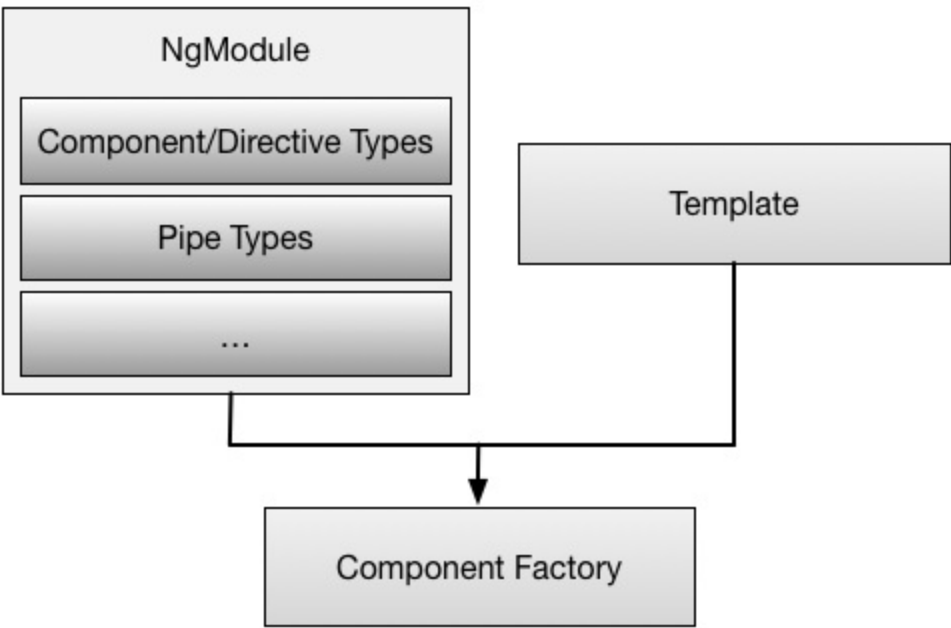 NgModule
Component/Directive Types
Pipe Types
...
Template
Component Factory